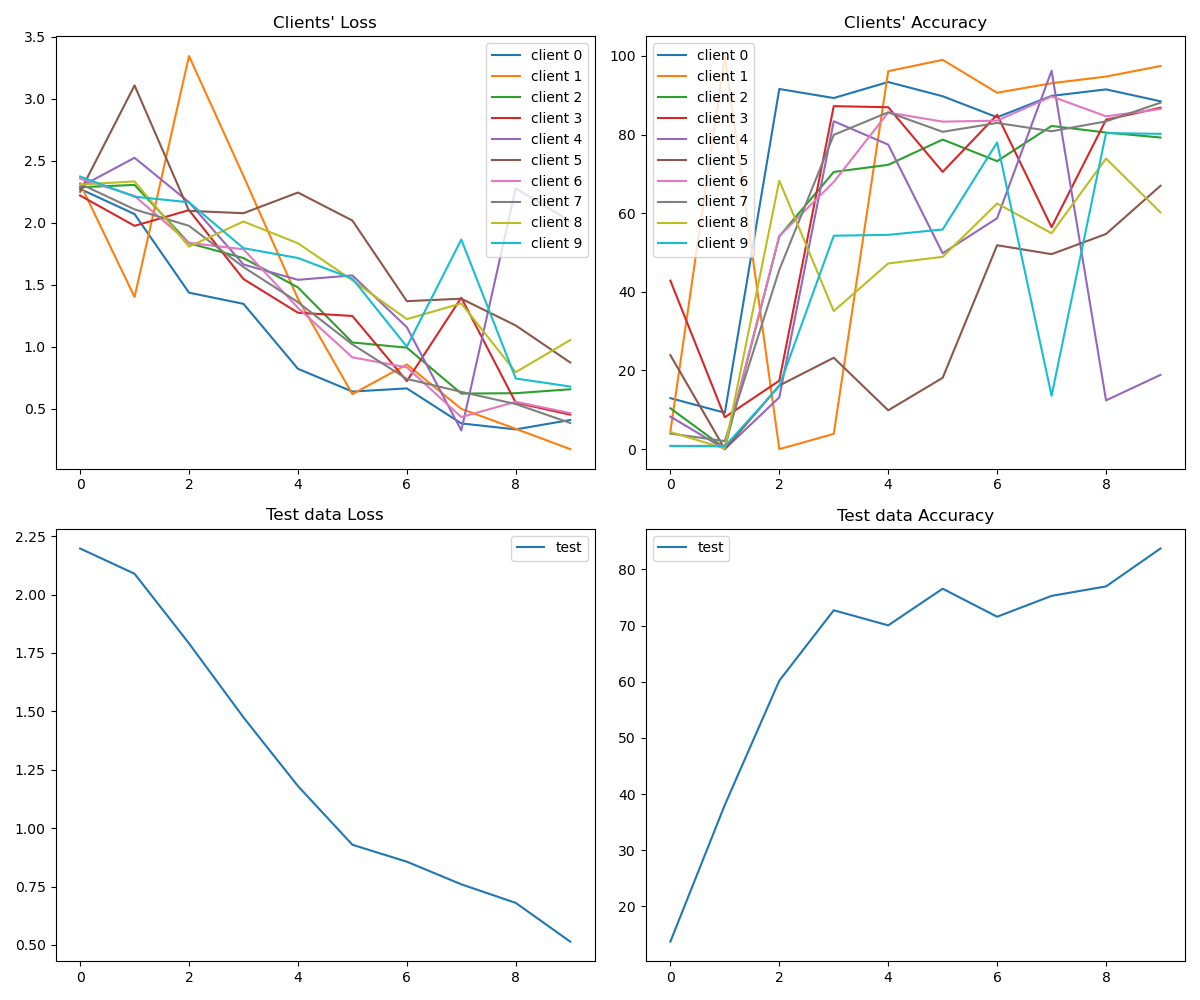 Clients' Loss
3.5
3.0
2.5
2.0
1.5
1.0
0.5
0 2 4 6 8
client 0
client 1
client 2
client 3
client 4
client 5
client 6
client 7
client 8
client 9
Clients' Accuracy
100
80
60
40
20
0
0 2 4 6 8
client 0
client 1
client 2
client 3
client 4
client 5
client 6
client 7
client 8
client 9
Test data Loss
2.25
2.00
1.75
1.50
1.25
1.00
0.75
0.50
0 2 4 6 8
test
Test data Accuracy
80
70
60
50
40
30
20
0 2 4 6 8
test